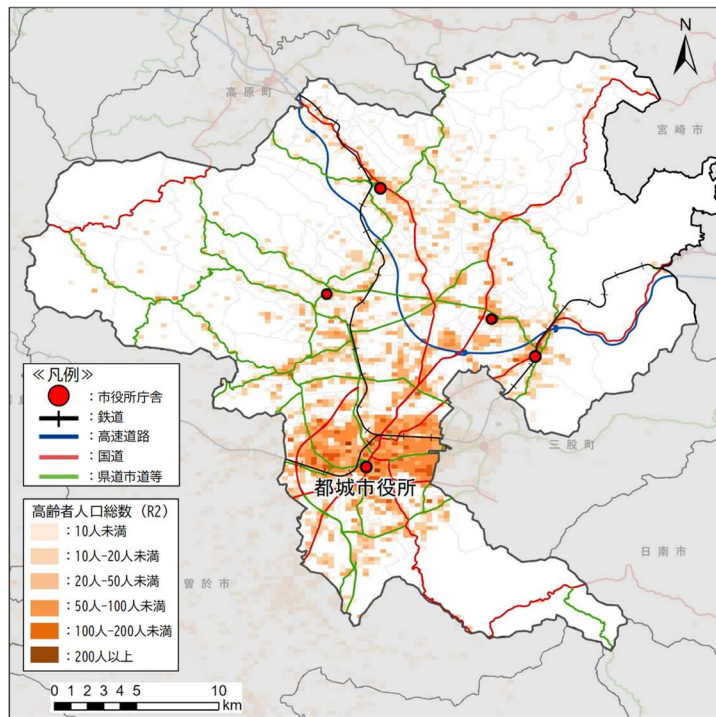 N
高原町
宮崎市
≪凡例≫
：市役所庁舎
：鉄道
：高速道路
：国道
：県道市道等
三股町
都城市役所
高齢者人口総数（R2）
：10人未満
：10人-20人未満
：20人-50人未満
：50人-100人未満
：100人-200人未満
：200人以上
日南市
曽於市
0 1 2 3 4 5 10
km